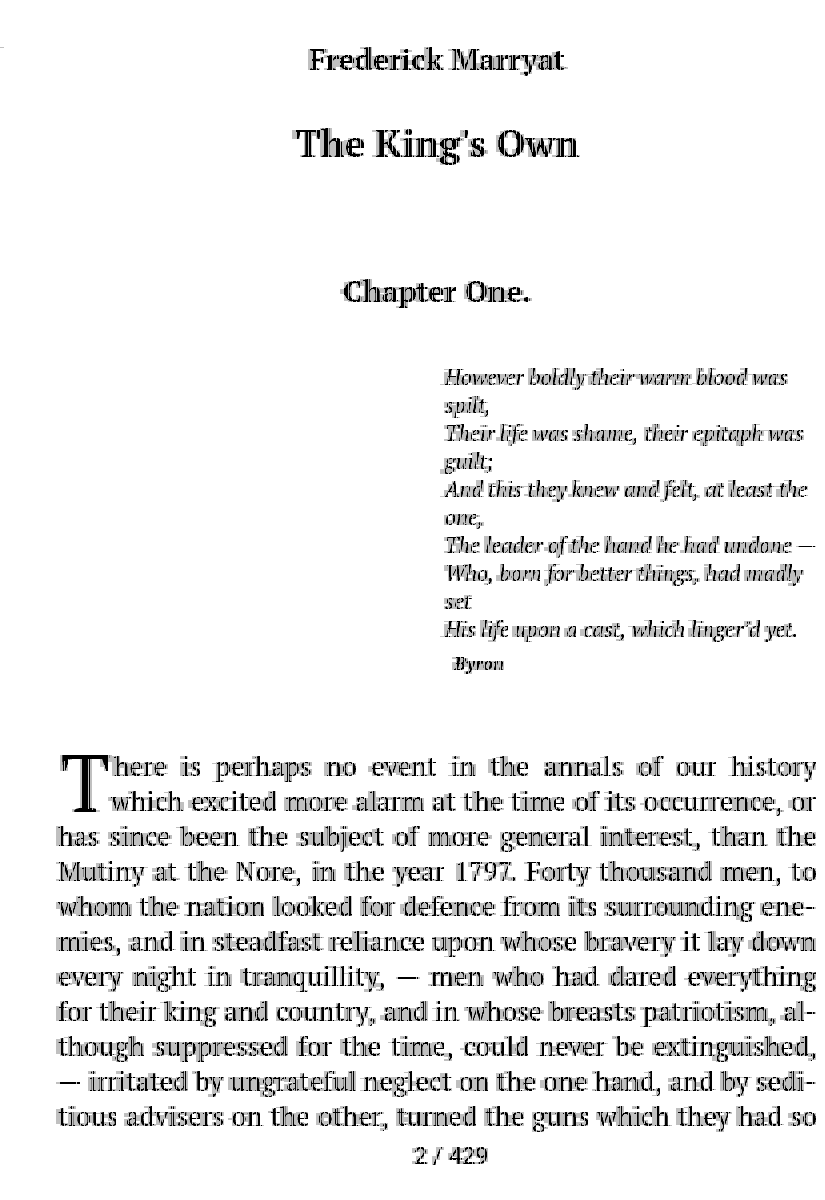 Frederick Marryat
The King's Own
Chapter One.
However boldly their warm blood was
spilt,
Their life was shame, their epitaph was
guilt;
And this they knew and felt, at least the
one,
The leader of the hand he had undone —
Who, born for better things, had madly
set
His life upon a cast, which linger'd yet.
Byron
There is perhaps no event in the annals of our history
which excited more alarm at the time of its occurrence, or
has since been the subject of more general interest, than the
Mutiny at the Nore, in the year 1797. Forty thousand men, to
whom the nation looked for defence from its surrounding ene-
mies, and in steadfast reliance upon whose bravery it lay down
every night in tranquillity, — men who had dared everything
for their king and country, and in whose breasts patriotism, al-
though suppressed for the time, could never be extinguished,
— irritated by ungrateful neglect on the one hand, and by sedi-
tious advisers on the other, turned the guns which they had so
2 / 429